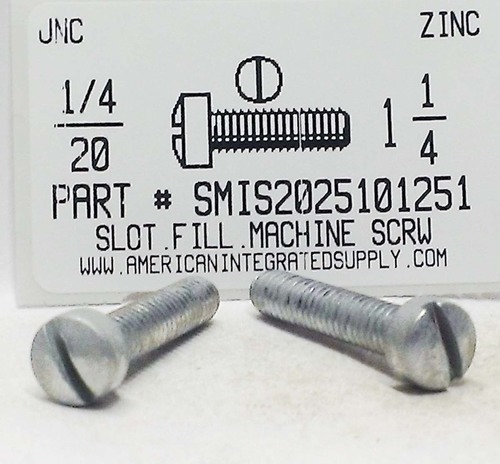 UNC ZINC
1/4
20
1 1/4
PART # SMIS2025101251
SLOT.FILL.MACHINE SCRW
WWW.AMERICANINTEGRATEDSUPPLY.COM